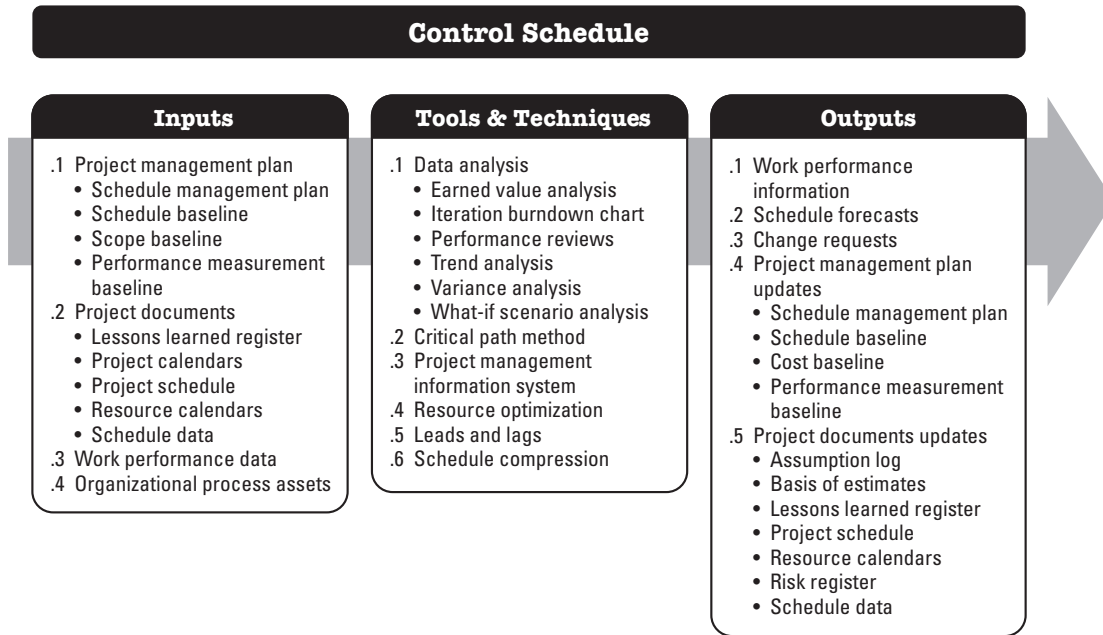 Control Schedule
Inputs
.1 Project management plan
• Schedule management plan
• Schedule baseline
• Scope baseline
• Performance measurement
baseline
.2 Project documents
• Lessons learned register
• Project calendars
• Project schedule
• Resource calendars
• Schedule data
.3 Work performance data
.4 Organizational process assets
Tools & Techniques
.1 Data analysis
• Earned value analysis
• Iteration burndown chart
• Performance reviews
• Trend analysis
• Variance analysis
• What-if scenario analysis
.2 Critical path method
.3 Project management
information system
.4 Resource optimization
.5 Leads and lags
.6 Schedule compression
Outputs
.1 Work performance
information
.2 Schedule forecasts
.3 Change requests
.4 Project management plan
updates
• Schedule management plan
• Schedule baseline
• Cost baseline
• Performance measurement
baseline
.5 Project documents updates
• Assumption log
• Basis of estimates
• Lessons learned register
• Project schedule
• Resource calendars
• Risk register
• Schedule data